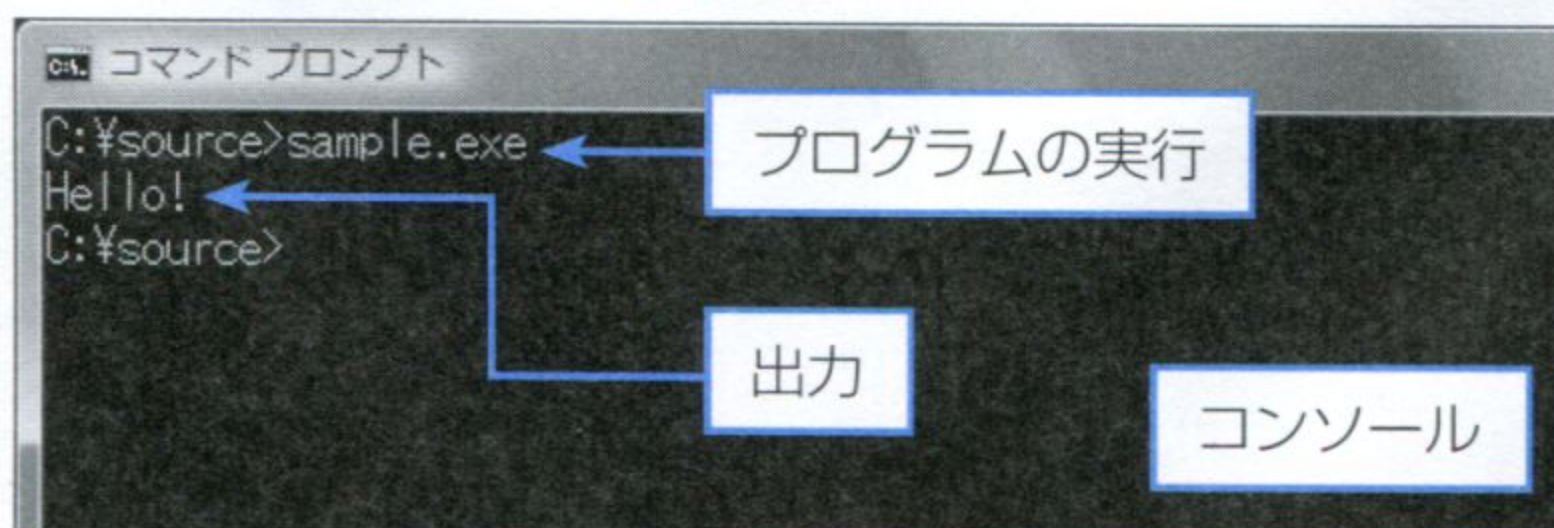 コマンド プロンプト
C:¥source>sample.exe
プログラムの実行
Hello!
C:¥source>
出力
コンソール